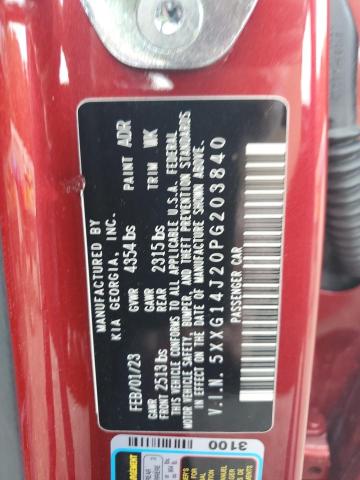 MANUFACTURED BY
KIA GEORGIA, INC.
FEB/01/23 GVWR 4354 lbs PAINT ADR
GAWR GAWR
FRONT 2513 lbs REAR 2315 lbs TRIM WK
THIS VEHICLE CONFORMS TO ALL APPLICABLE U.S.A. FEDERAL
MOTOR VEHICLE SAFETY, BUMPER, AND THEFT PREVENTION STANDARDS
IN EFFECT ON THE DATE OF MANUFACTURE SHOWN ABOVE.
V.I.N. 5XXG14J20PG203840
PASSENGER CAR
3100